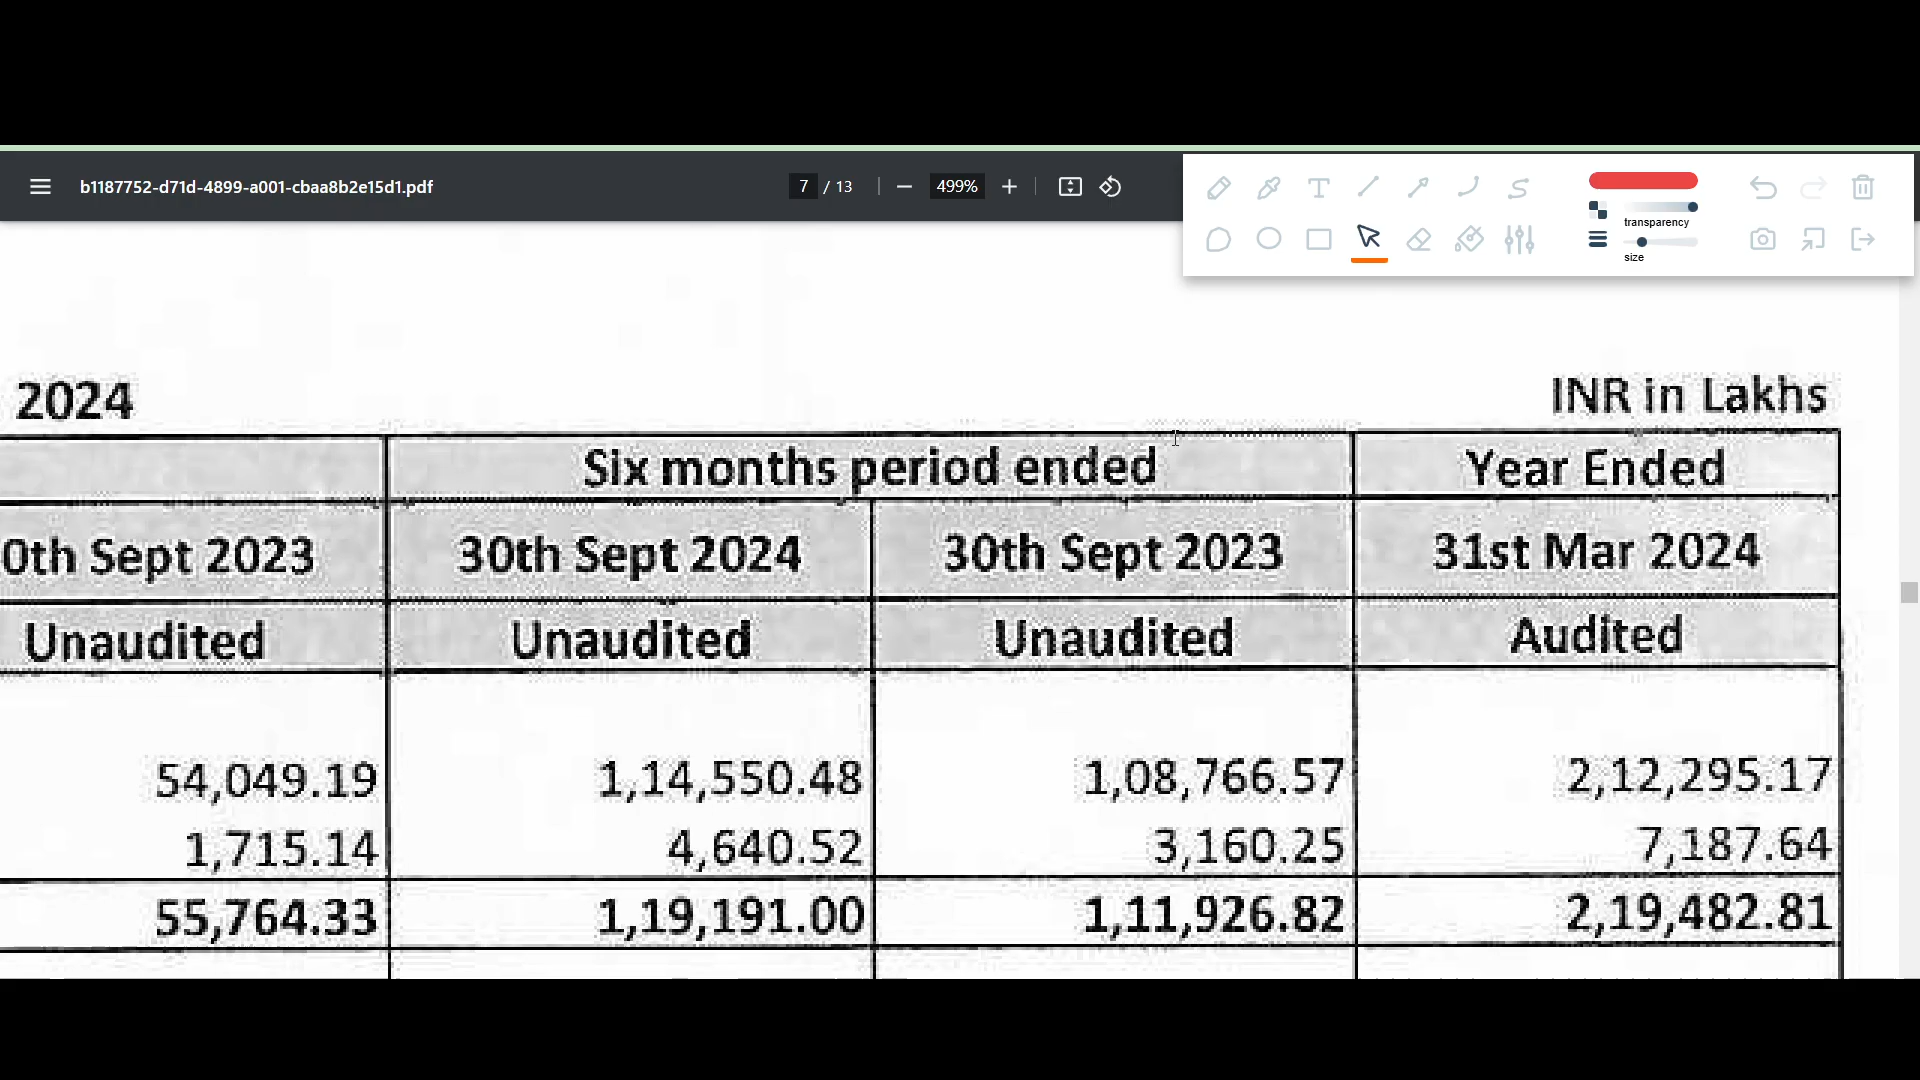 b1187752-d71d-4899-a001-cbaa8b2e15d1.pdf 7 / 13 499%
transparency
size
2024 INR in Lakhs
Six months period ended Year Ended
0th Sept 2023 30th Sept 2024 30th Sept 2023 31st Mar 2024
Unaudited Unaudited Unaudited Audited
54,049.19 1,14,550.48 1,08,766.57 2,12,295.17
1,715.14 4,640.52 3,160.25 7,187.64
55,764.33 1,19,191.00 1,11,926.82 2,19,482.81